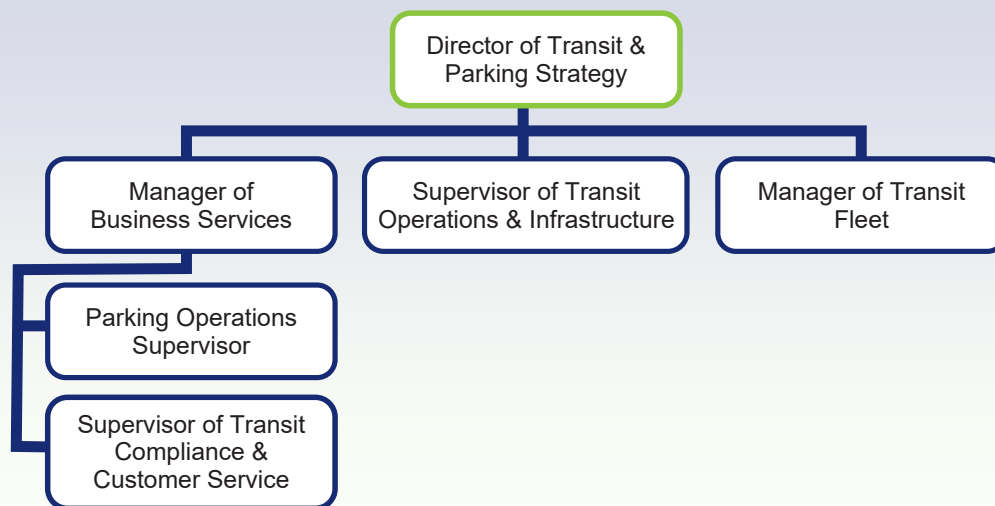 Director of Transit &
Parking Strategy
Manager of
Business Services
Supervisor of Transit
Operations & Infrastructure
Manager of Transit
Fleet
Parking Operations
Supervisor
Supervisor of Transit
Compliance &
Customer Service